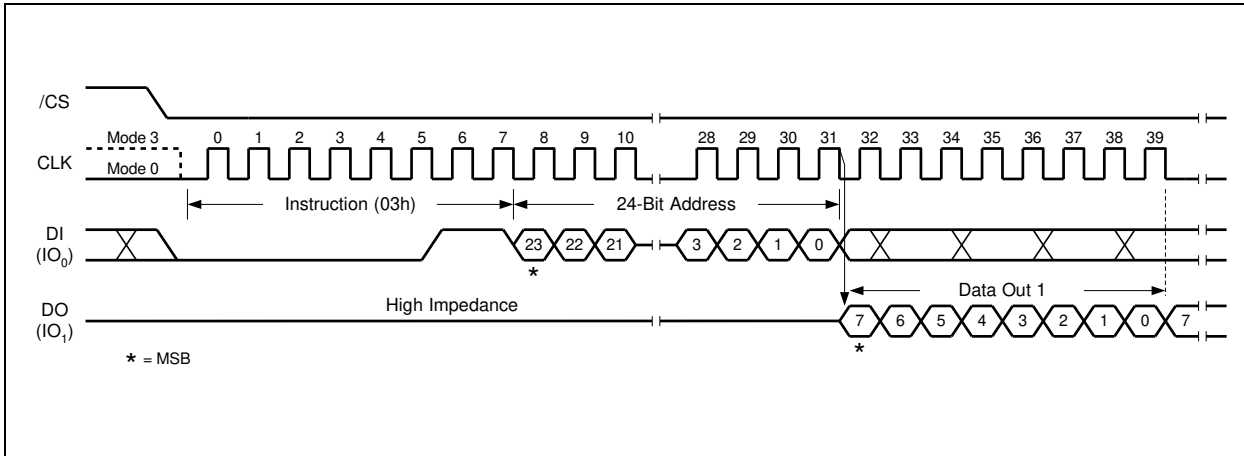 /CS
Mode 3
0 1 2 3 4 5 6 7 8 9 10 28 29 30 31 32 33 34 35 36 37 38 39
CLK
Mode 0
Instruction (03h) 24-Bit Address
DI
(IO0)
23 22 21 3 2 1 0
*
Data Out 1
High Impedance
DO
(IO1)
7 6 5 4 3 2 1 0 7
*
* = MSB